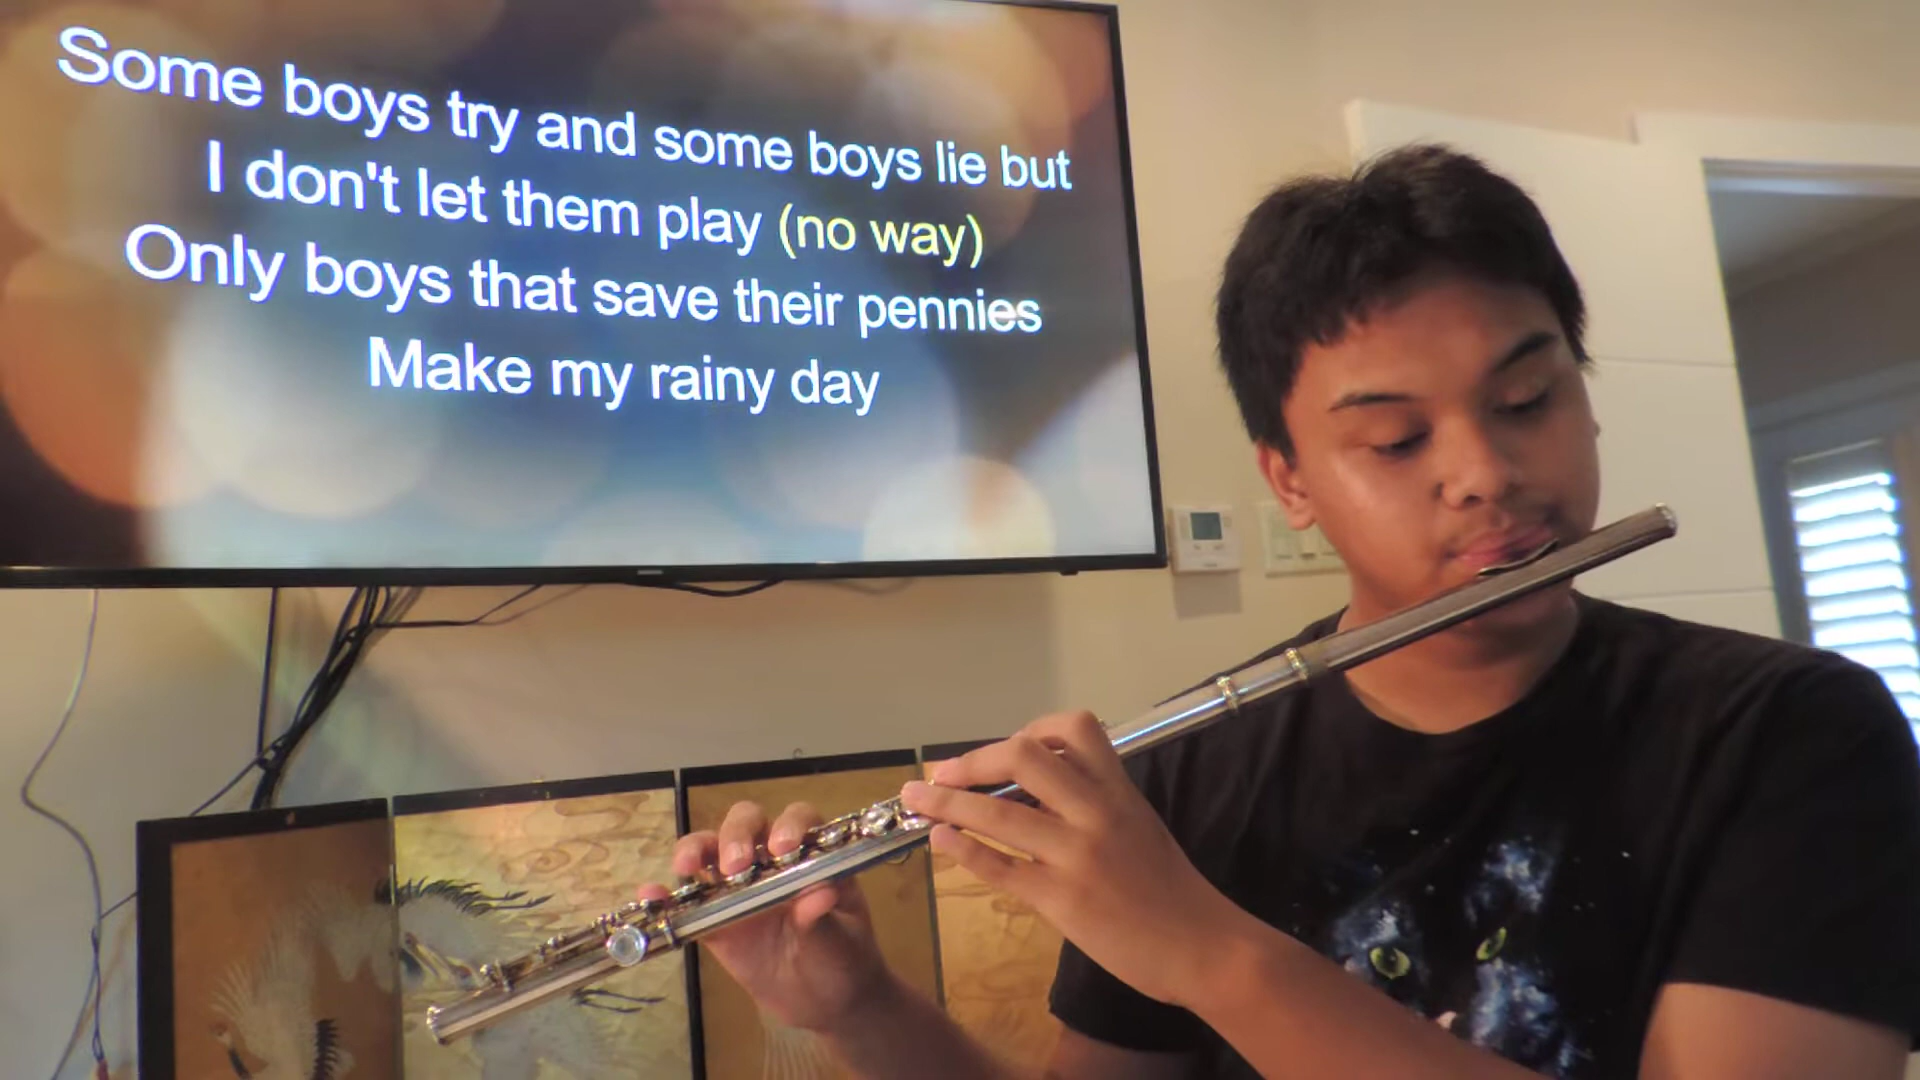 Some boys try and some boys lie but
I don't let them play (no way)
Only boys that save their pennies
Make my rainy day